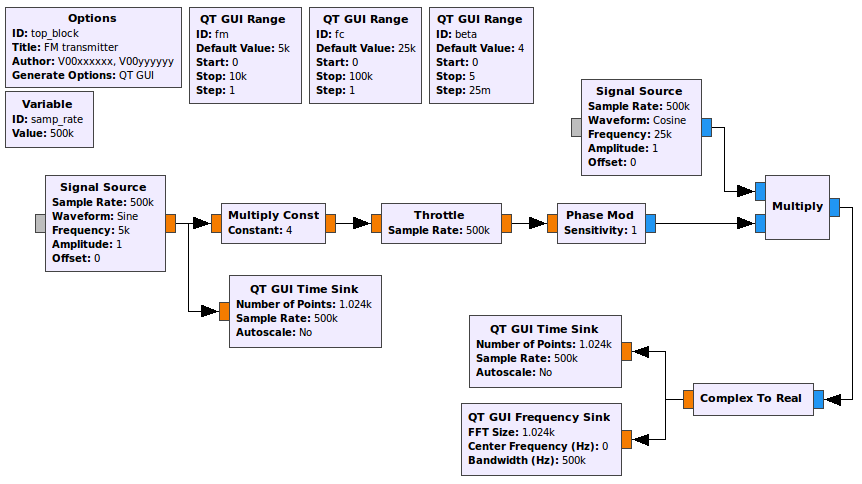 Options
ID: top_block
Title: FM transmitter
Author: V00xxxxxx, V00yyyyyy
Generate Options: QT GUI
QT GUI Range
ID: fm
Default Value: 5k
Start: 0
Stop: 10k
Step: 1
QT GUI Range
ID: fc
Default Value: 25k
Start: 0
Stop: 100k
Step: 1
QT GUI Range
ID: beta
Default Value: 4
Start: 0
Stop: 5
Step: 25m
Variable
ID: samp_rate
Value: 500k
Signal Source
Sample Rate: 500k
Waveform: Cosine
Frequency: 25k
Amplitude: 1
Offset: 0
Signal Source
Sample Rate: 500k
Waveform: Sine
Frequency: 5k
Amplitude: 1
Offset: 0
Multiply Const
Constant: 4
Throttle
Sample Rate: 500k
Phase Mod
Sensitivity: 1
Multiply
QT GUI Time Sink
Number of Points: 1.024k
Sample Rate: 500k
Autoscale: No
QT GUI Time Sink
Number of Points: 1.024k
Sample Rate: 500k
Autoscale: No
Complex To Real
QT GUI Frequency Sink
FFT Size: 1.024k
Center Frequency (Hz): 0
Bandwidth (Hz): 500k